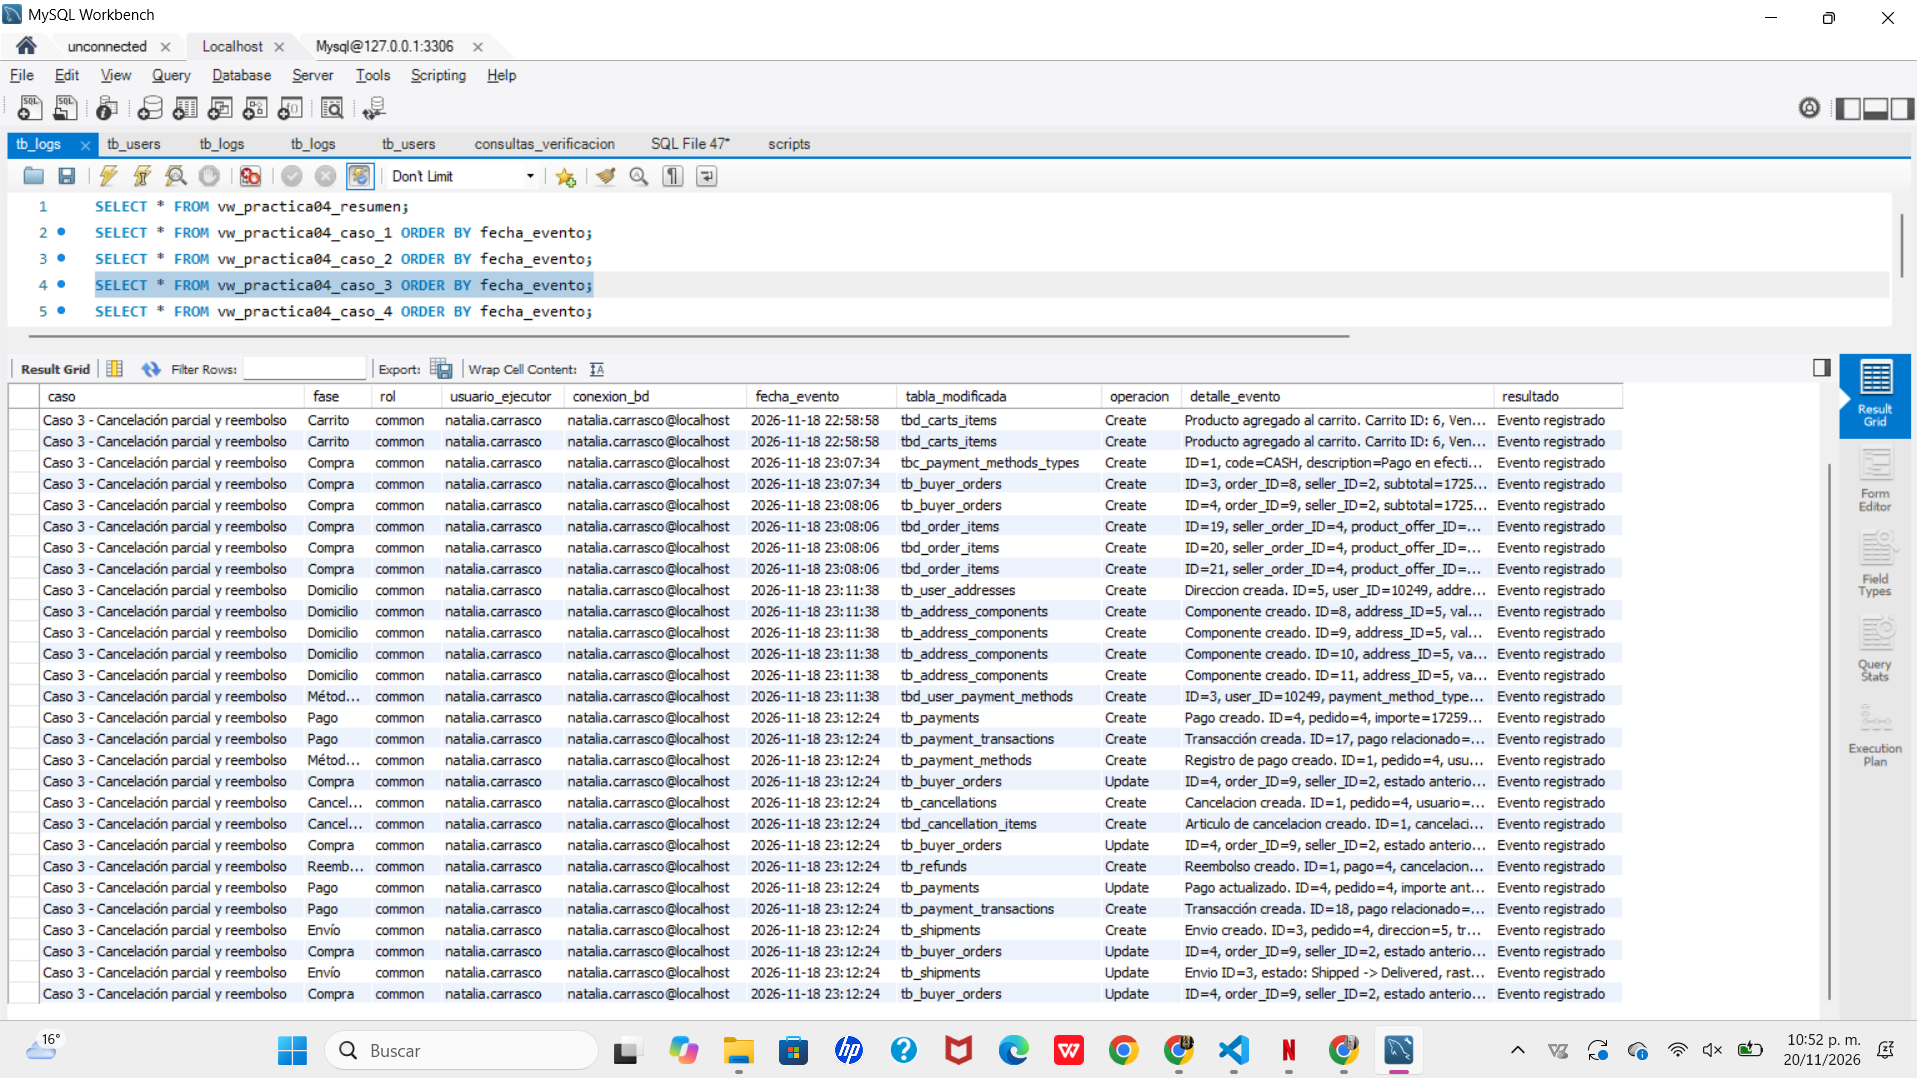 MySQL Workbench
unconnected Localhost Mysql@127.0.0.1:3306
File Edit View Query Database Server Tools Scripting Help
tb_logs tb_users tb_logs tb_logs tb_users consultas_verificacion SQL File 47* scripts
Don't Limit
1 SELECT * FROM vw_practica04_resumen;
2 SELECT * FROM vw_practica04_caso_1 ORDER BY fecha_evento;
3 SELECT * FROM vw_practica04_caso_2 ORDER BY fecha_evento;
4 SELECT * FROM vw_practica04_caso_3 ORDER BY fecha_evento;
5 SELECT * FROM vw_practica04_caso_4 ORDER BY fecha_evento;
Result Grid Filter Rows: Export: Wrap Cell Content:
caso fase rol usuario_ejecutor conexion_bd fecha_evento tabla_modificada operacion detalle_evento resultado
Caso 3 - Cancelación parcial y reembolso Carrito common natalia.carrasco natalia.carrasco@localhost 2026-11-18 22:58:58 tbd_carts_items Create Producto agregado al carrito. Carrito ID: 6, Ven... Evento registrado
Caso 3 - Cancelación parcial y reembolso Carrito common natalia.carrasco natalia.carrasco@localhost 2026-11-18 22:58:58 tbd_carts_items Create Producto agregado al carrito. Carrito ID: 6, Ven... Evento registrado
Caso 3 - Cancelación parcial y reembolso Compra common natalia.carrasco natalia.carrasco@localhost 2026-11-18 23:07:34 tbc_payment_methods_types Create ID=1, code=CASH, description=Pago en efecti... Evento registrado
Caso 3 - Cancelación parcial y reembolso Compra common natalia.carrasco natalia.carrasco@localhost 2026-11-18 23:07:34 tb_buyer_orders Create ID=3, order_ID=8, seller_ID=2, subtotal=1725... Evento registrado
Caso 3 - Cancelación parcial y reembolso Compra common natalia.carrasco natalia.carrasco@localhost 2026-11-18 23:08:06 tb_buyer_orders Create ID=4, order_ID=9, seller_ID=2, subtotal=1725... Evento registrado
Caso 3 - Cancelación parcial y reembolso Compra common natalia.carrasco natalia.carrasco@localhost 2026-11-18 23:08:06 tbd_order_items Create ID=19, seller_order_ID=4, product_offer_ID=... Evento registrado
Caso 3 - Cancelación parcial y reembolso Compra common natalia.carrasco natalia.carrasco@localhost 2026-11-18 23:08:06 tbd_order_items Create ID=20, seller_order_ID=4, product_offer_ID=... Evento registrado
Caso 3 - Cancelación parcial y reembolso Compra common natalia.carrasco natalia.carrasco@localhost 2026-11-18 23:08:06 tbd_order_items Create ID=21, seller_order_ID=4, product_offer_ID=... Evento registrado
Caso 3 - Cancelación parcial y reembolso Domicilio common natalia.carrasco natalia.carrasco@localhost 2026-11-18 23:11:38 tb_user_addresses Create Direccion creada. ID=5, user_ID=10249, addre... Evento registrado
Caso 3 - Cancelación parcial y reembolso Domicilio common natalia.carrasco natalia.carrasco@localhost 2026-11-18 23:11:38 tb_address_components Create Componente creado. ID=8, address_ID=5, val... Evento registrado
Caso 3 - Cancelación parcial y reembolso Domicilio common natalia.carrasco natalia.carrasco@localhost 2026-11-18 23:11:38 tb_address_components Create Componente creado. ID=9, address_ID=5, val... Evento registrado
Caso 3 - Cancelación parcial y reembolso Domicilio common natalia.carrasco natalia.carrasco@localhost 2026-11-18 23:11:38 tb_address_components Create Componente creado. ID=10, address_ID=5, va... Evento registrado
Caso 3 - Cancelación parcial y reembolso Domicilio common natalia.carrasco natalia.carrasco@localhost 2026-11-18 23:11:38 tb_address_components Create Componente creado. ID=11, address_ID=5, va... Evento registrado
Caso 3 - Cancelación parcial y reembolso Métod... common natalia.carrasco natalia.carrasco@localhost 2026-11-18 23:11:38 tbd_user_payment_methods Create ID=3, user_ID=10249, payment_method_type... Evento registrado
Caso 3 - Cancelación parcial y reembolso Pago common natalia.carrasco natalia.carrasco@localhost 2026-11-18 23:12:24 tb_payments Create Pago creado. ID=4, pedido=4, importe=17259... Evento registrado
Caso 3 - Cancelación parcial y reembolso Pago common natalia.carrasco natalia.carrasco@localhost 2026-11-18 23:12:24 tb_payment_transactions Create Transacción creada. ID=17, pago relacionado=... Evento registrado
Caso 3 - Cancelación parcial y reembolso Métod... common natalia.carrasco natalia.carrasco@localhost 2026-11-18 23:12:24 tb_payment_methods Create Registro de pago creado. ID=1, pedido=4, usu... Evento registrado
Caso 3 - Cancelación parcial y reembolso Compra common natalia.carrasco natalia.carrasco@localhost 2026-11-18 23:12:24 tb_buyer_orders Update ID=4, order_ID=9, seller_ID=2, estado anterio... Evento registrado
Caso 3 - Cancelación parcial y reembolso Cancel... common natalia.carrasco natalia.carrasco@localhost 2026-11-18 23:12:24 tb_cancellations Create Cancelacion creada. ID=1, pedido=4, usuario=... Evento registrado
Caso 3 - Cancelación parcial y reembolso Cancel... common natalia.carrasco natalia.carrasco@localhost 2026-11-18 23:12:24 tbd_cancellation_items Create Articulo de cancelacion creado. ID=1, cancelaci... Evento registrado
Caso 3 - Cancelación parcial y reembolso Compra common natalia.carrasco natalia.carrasco@localhost 2026-11-18 23:12:24 tb_buyer_orders Update ID=4, order_ID=9, seller_ID=2, estado anterio... Evento registrado
Caso 3 - Cancelación parcial y reembolso Reemb... common natalia.carrasco natalia.carrasco@localhost 2026-11-18 23:12:24 tb_refunds Create Reembolso creado. ID=1, pago=4, cancelacion... Evento registrado
Caso 3 - Cancelación parcial y reembolso Pago common natalia.carrasco natalia.carrasco@localhost 2026-11-18 23:12:24 tb_payments Update Pago actualizado. ID=4, pedido=4, importe ant... Evento registrado
Caso 3 - Cancelación parcial y reembolso Pago common natalia.carrasco natalia.carrasco@localhost 2026-11-18 23:12:24 tb_payment_transactions Create Transacción creada. ID=18, pago relacionado=... Evento registrado
Caso 3 - Cancelación parcial y reembolso Envío common natalia.carrasco natalia.carrasco@localhost 2026-11-18 23:12:24 tb_shipments Create Envio creado. ID=3, pedido=4, direccion=5, tr... Evento registrado
Caso 3 - Cancelación parcial y reembolso Compra common natalia.carrasco natalia.carrasco@localhost 2026-11-18 23:12:24 tb_buyer_orders Update ID=4, order_ID=9, seller_ID=2, estado anterio... Evento registrado
Caso 3 - Cancelación parcial y reembolso Envío common natalia.carrasco natalia.carrasco@localhost 2026-11-18 23:12:24 tb_shipments Update Envio ID=3, estado: Shipped -> Delivered, rast... Evento registrado
Caso 3 - Cancelación parcial y reembolso Compra common natalia.carrasco natalia.carrasco@localhost 2026-11-18 23:12:24 tb_buyer_orders Update ID=4, order_ID=9, seller_ID=2, estado anterio... Evento registrado
Result
Grid
Form
Editor
Field
Types
Query
Stats
Execution
Plan
16°
Buscar
10:52 p. m.
20/11/2026